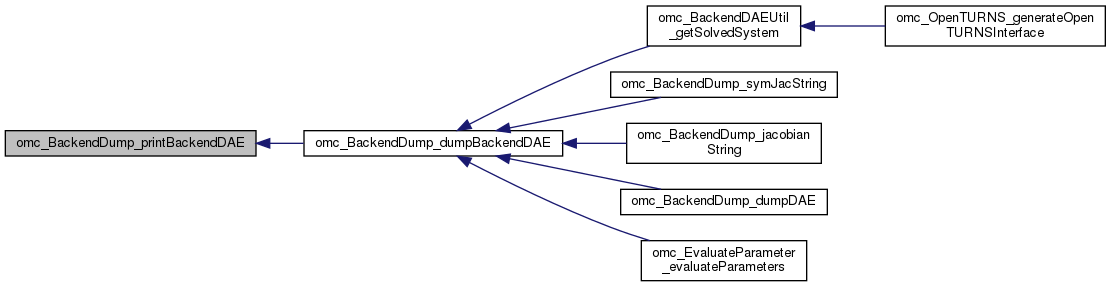 omc_BackendDump_printBackendDAE
omc_BackendDump_dumpBackendDAE
omc_BackendDAEUtil
_getSolvedSystem
omc_OpenTURNS_generateOpen
TURNSInterface
omc_BackendDump_symJacString
omc_BackendDump_jacobian
String
omc_BackendDump_dumpDAE
omc_EvaluateParameter
_evaluateParameters